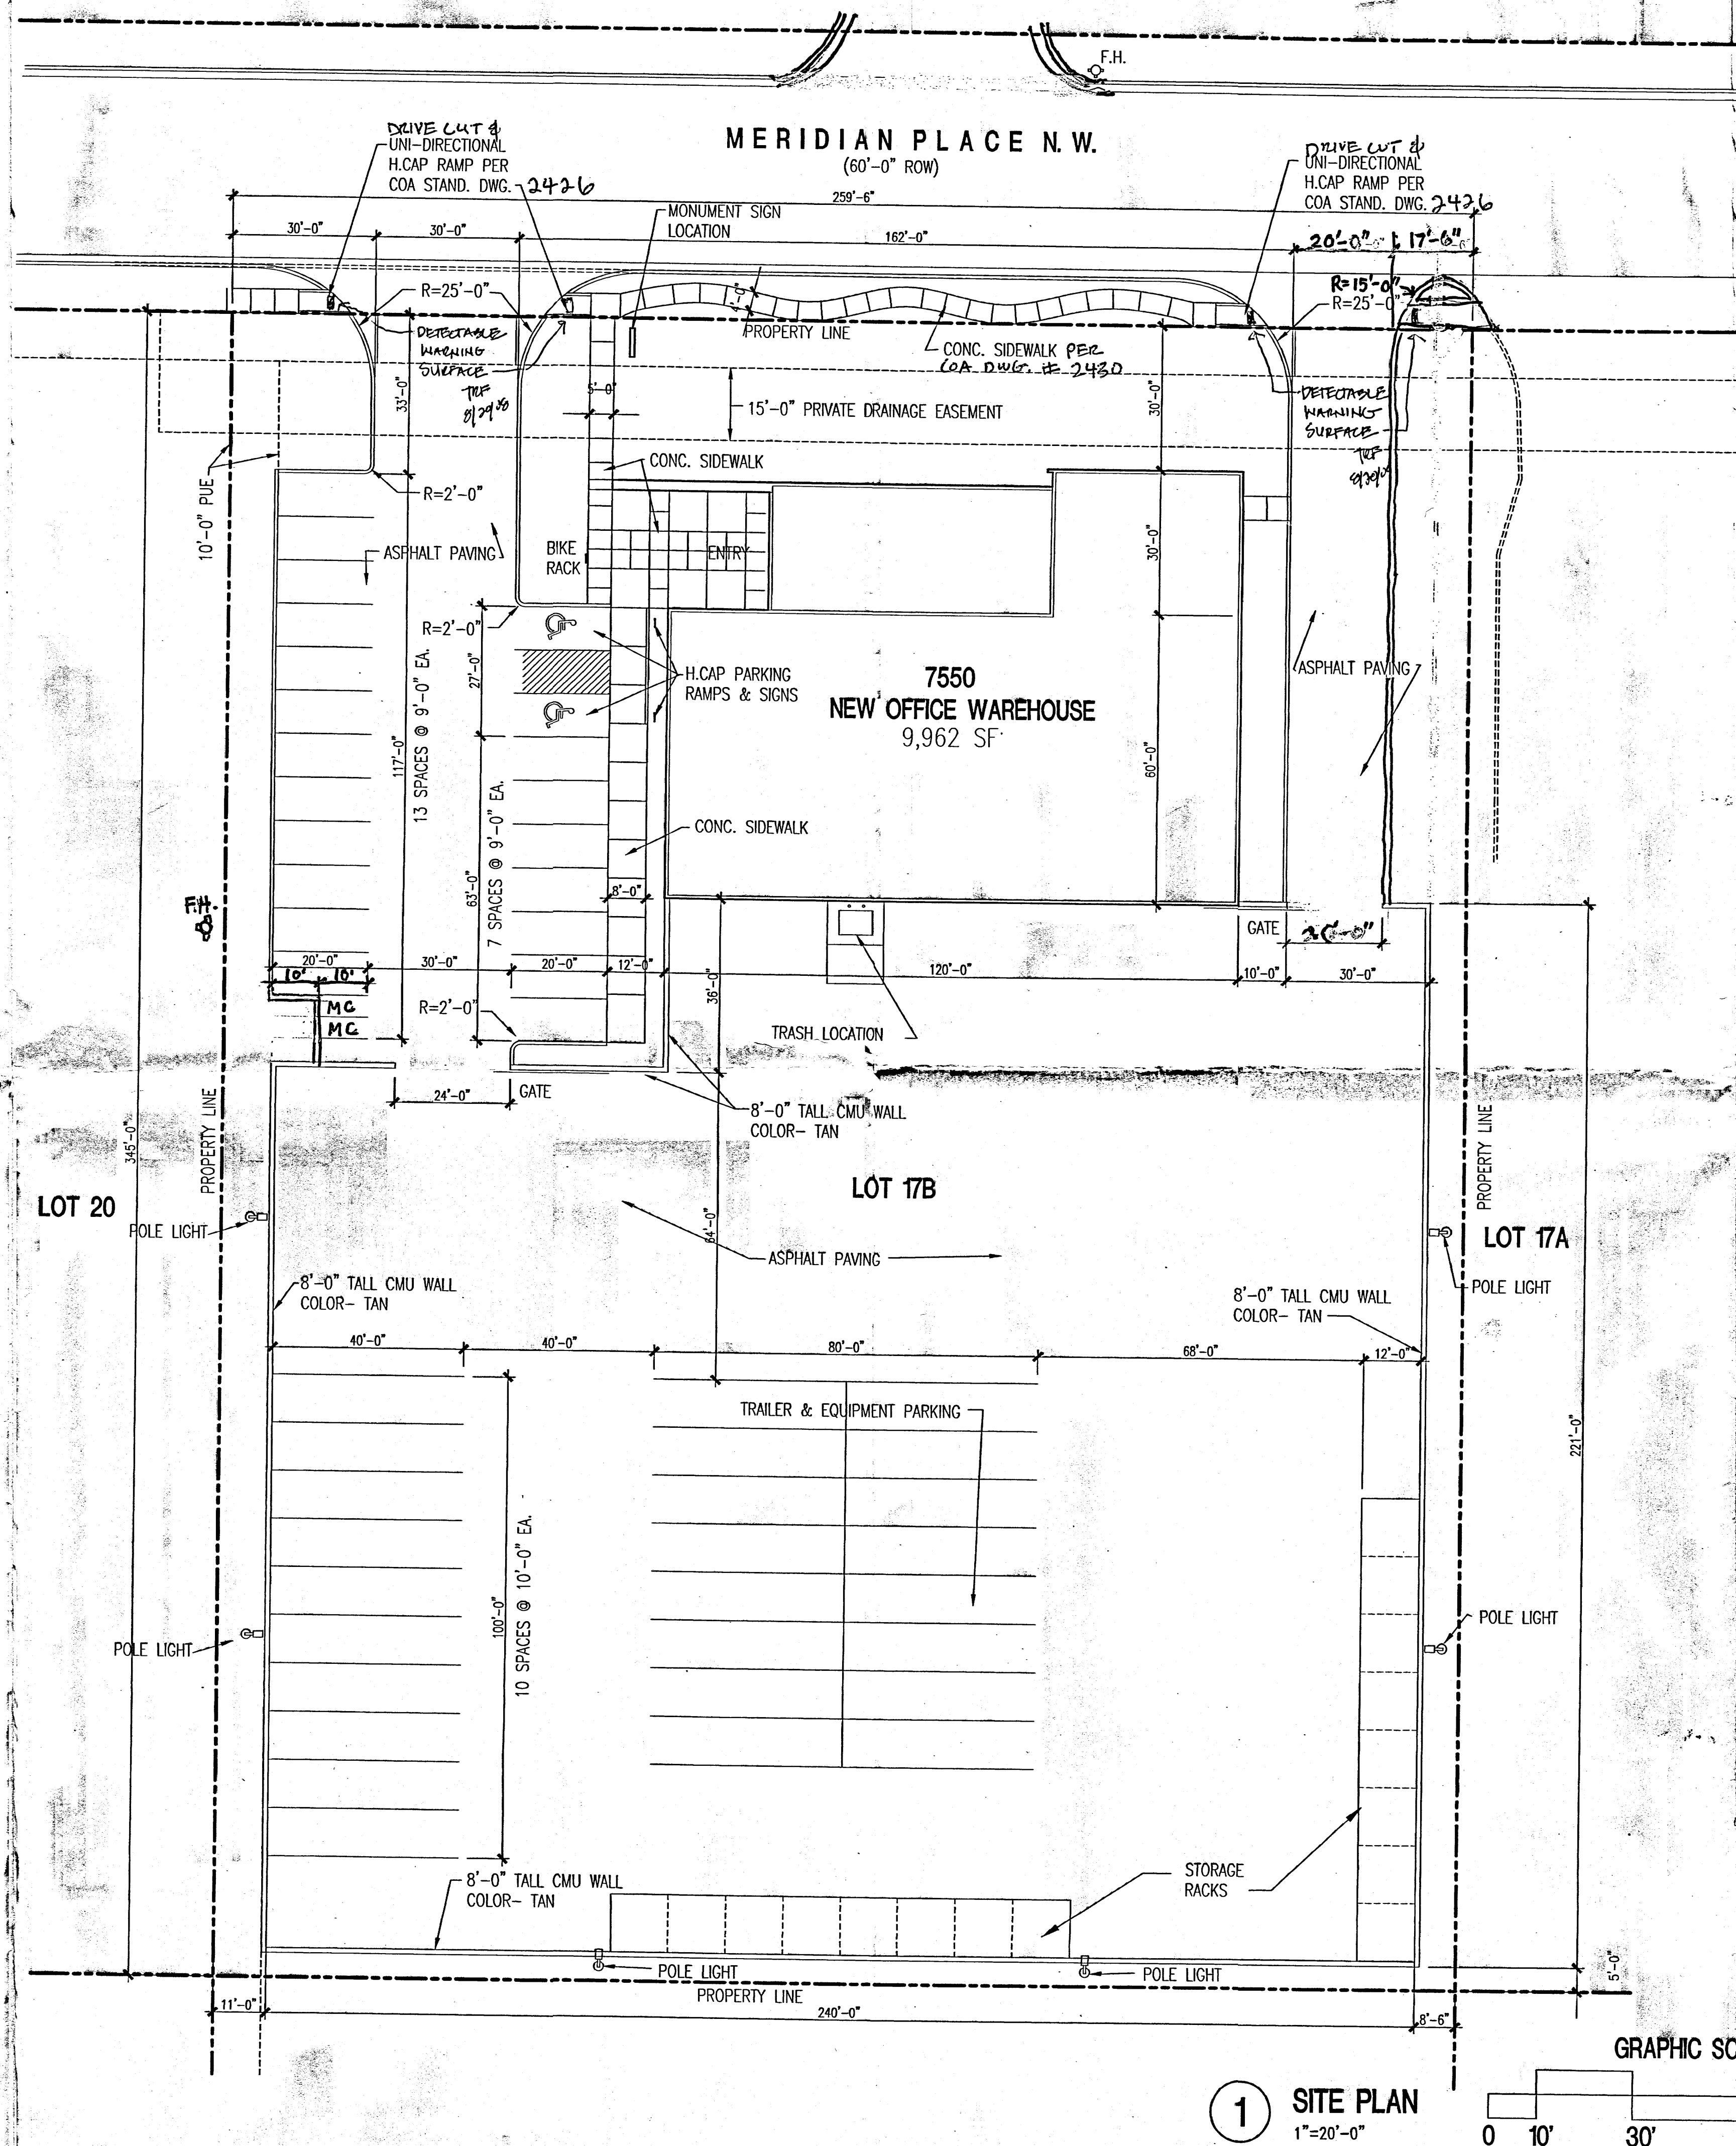 F.H.
MERIDIAN PLACE N.W.
(60'-0" ROW)
DRIVE CUT &
UNI-DIRECTIONAL
H.CAP RAMP PER
COA STAND. DWG. 2426
DRIVE CUT &
UNI-DIRECTIONAL
H.CAP RAMP PER
COA STAND. DWG. 2426
259'-6"
MONUMENT SIGN
LOCATION
30'-0"
30'-0"
162'-0"
20'-0"
17'-6"
R=25'-0"
4'-0"
R=15'-0"
R=25'-0"
PROPERTY LINE
DETECTABLE
WARNING
SURFACE
TRF
CONC. SIDEWALK PER
COA DWG. # 2430
33'-0"
5'-0"
15'-0" PRIVATE DRAINAGE EASEMENT
30'-0"
DETECTABLE
WARNING
SURFACE
TRF
10'-0" PUE
CONC. SIDEWALK
R=2'-0"
ASPHALT PAVING
BIKE
RACK
ENTRY
30'-0"
R=2'-0"
13 SPACES @ 9'-0" EA.
117'-0"
27'-0"
H.CAP PARKING
RAMPS & SIGNS
7550
NEW OFFICE WAREHOUSE
9,962 SF
ASPHALT PAVING
60'-0"
7 SPACES @ 9'-0" EA.
63'-0"
CONC. SIDEWALK
8'-0"
F.H.
GATE
20'-0"
30'-0"
20'-0"
12'-0"
120'-0"
10'-0"
30'-0"
10'
10'
MC
MC
R=2'-0"
36'-0"
TRASH LOCATION
24'-0"
GATE
8'-0" TALL CMU WALL
COLOR- TAN
345'-0"
PROPERTY LINE
PROPERTY LINE
LOT 20
LOT 17B
LOT 17A
POLE LIGHT
64'-0"
ASPHALT PAVING
POLE LIGHT
8'-0" TALL CMU WALL
COLOR- TAN
8'-0" TALL CMU WALL
COLOR- TAN
40'-0"
40'-0"
80'-0"
68'-0"
12'-0"
TRAILER & EQUIPMENT PARKING
221'-0"
100'-0"
10 SPACES @ 10'-0" EA.
POLE LIGHT
POLE LIGHT
STORAGE
RACKS
8'-0" TALL CMU WALL
COLOR- TAN
POLE LIGHT
POLE LIGHT
PROPERTY LINE
5'-0"
11'-0"
240'-0"
8'-6"
GRAPHIC SC
1
SITE PLAN
1"=20'-0"
0
10'
30'